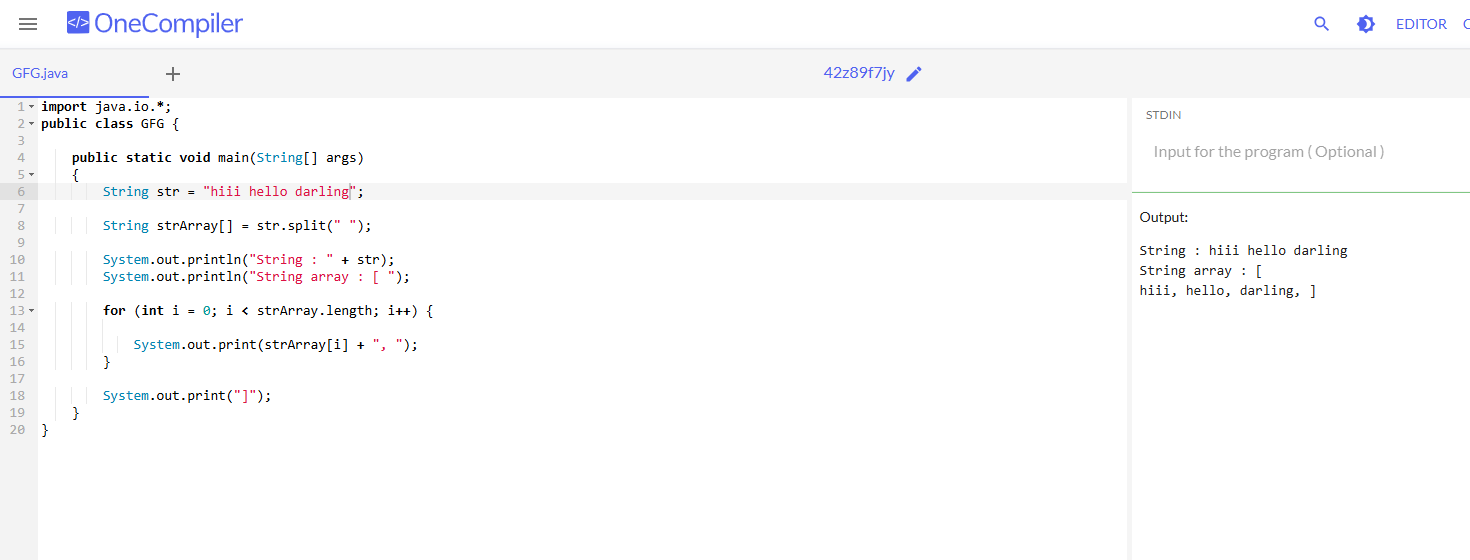 </> OneCompiler
EDITOR
GFG.java
+
42z89f7jy
1 import java.io.*;
2 public class GFG {
3
4     public static void main(String[] args)
5     {
6         String str = "hiii hello darling";
7
8         String strArray[] = str.split(" ");
9
10         System.out.println("String : " + str);
11         System.out.println("String array : [ ");
12
13         for (int i = 0; i < strArray.length; i++) {
14
15             System.out.print(strArray[i] + ", ");
16         }
17
18         System.out.print("]");
19     }
20 }
STDIN
Input for the program ( Optional )
Output:
String : hiii hello darling
String array : [
hiii, hello, darling, ]